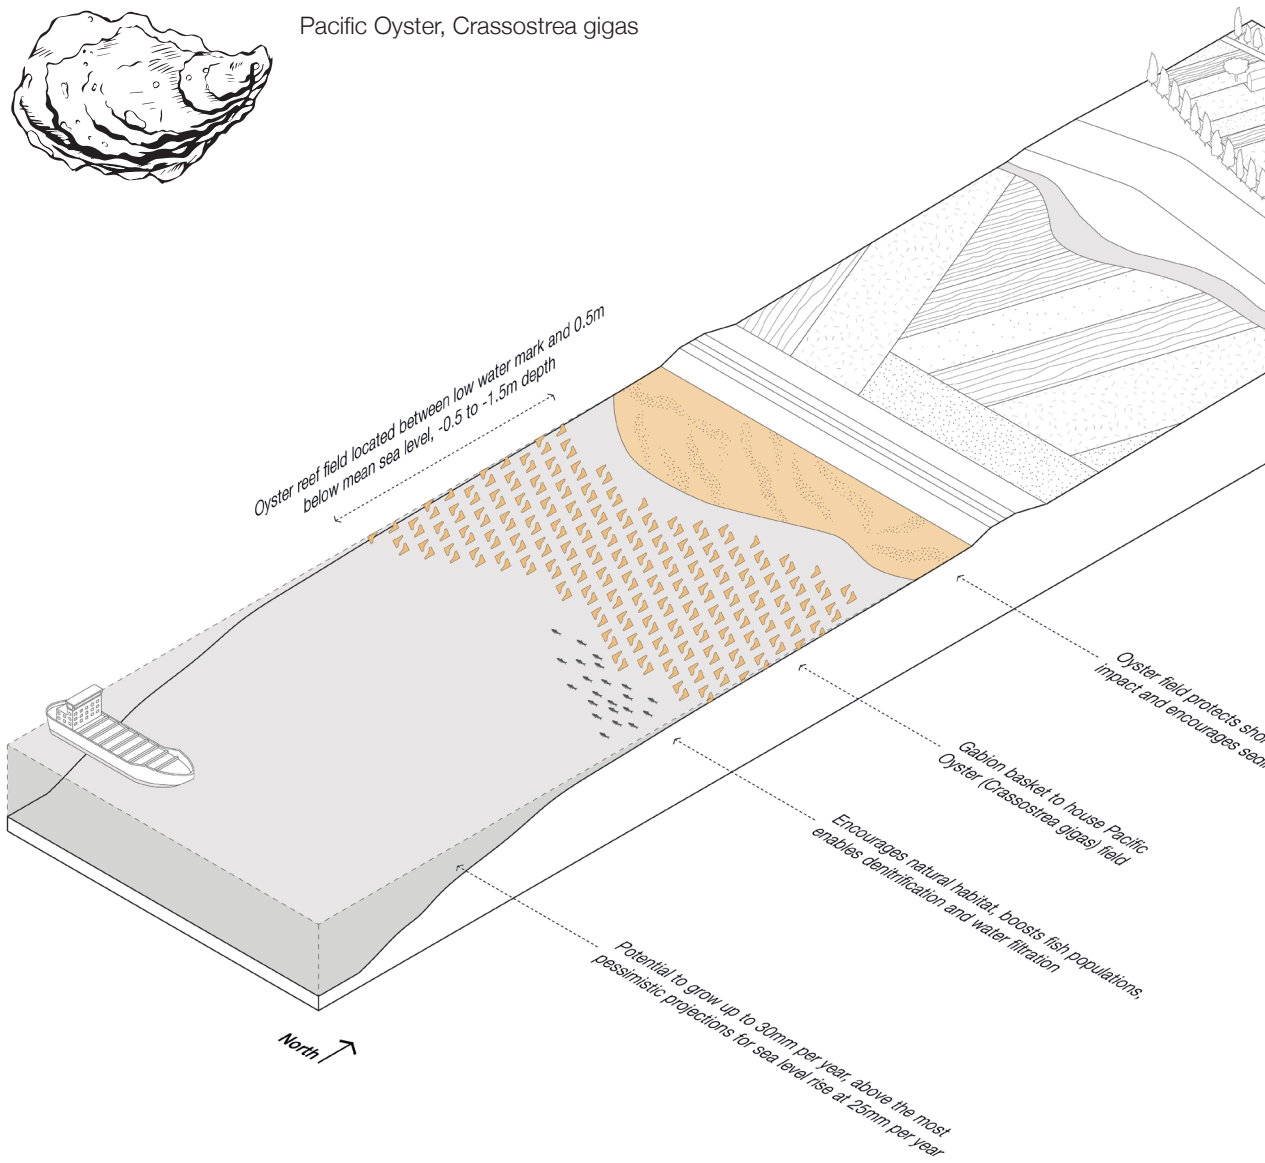 Pacific Oyster, Crassostrea gigas
Oyster reef field located between low water mark and 0.5m
below mean sea level, -0.5 to -1.5m depth
Oyster field protects
impact and encourages
Gabion basket to house Pacific
Oyster (Crassostrea gigas) field
Encourages natural habitat, boosts fish populations,
enables denitrification and water filtration
Potential to grow up to 30mm per year, above the most
pessimistic projections for sea level rise at 25mm per year
North